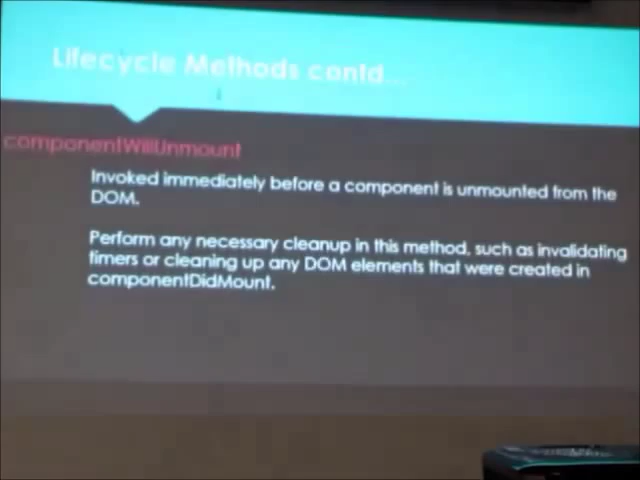 Lifecycle Methods contd...
componentWillUnmount
Invoked immediately before a component is unmounted from the
DOM.
Perform any necessary cleanup in this method, such as invalidating
timers or cleaning up any DOM elements that were created in
componentDidMount.